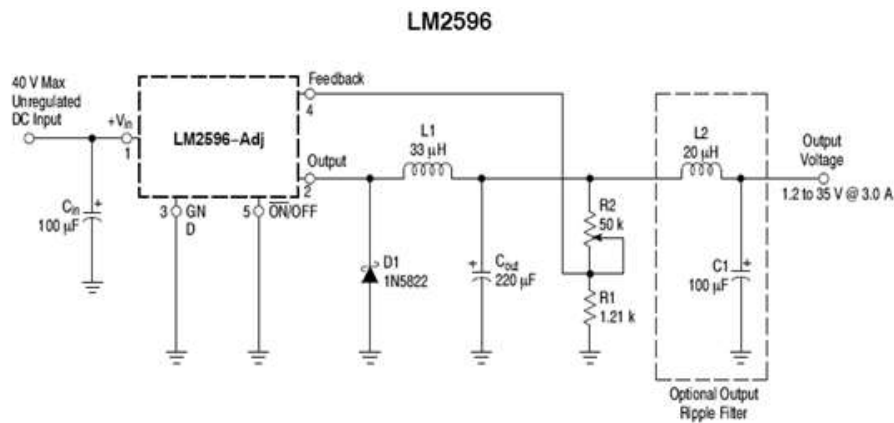 LM2596
40 V Max
Unregulated
DC Input
+Vin
1
LM2596-Adj
Feedback
4
Output
2
L1
33 µH
L2
20 µH
Output
Voltage
1.2 to 35 V @ 3.0 A
Cin
100 µF
+
3
GN
D
5
ON/OFF
D1
1N5822
+
Cout
220 µF
R2
50 k
R1
1.21 k
C1
100 µF
+
Optional Output
Ripple Filter